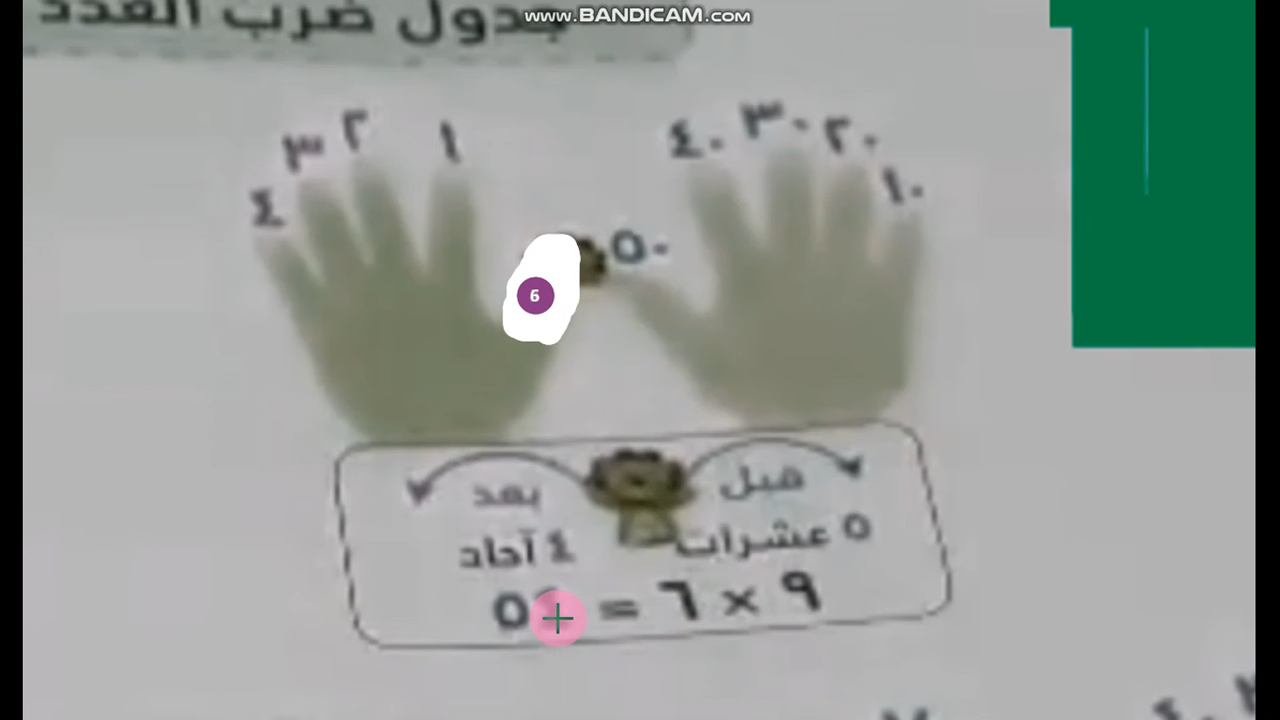 www.BANDICAM.com
جدول ضرب العدد
٤٠ ٣٠ ٢٠ ١٠
٤ ٣ ٢ ١
٥٠
6
قبل بعد
٥ عشرات ٤ آحاد
٩ × ٦ = ٥